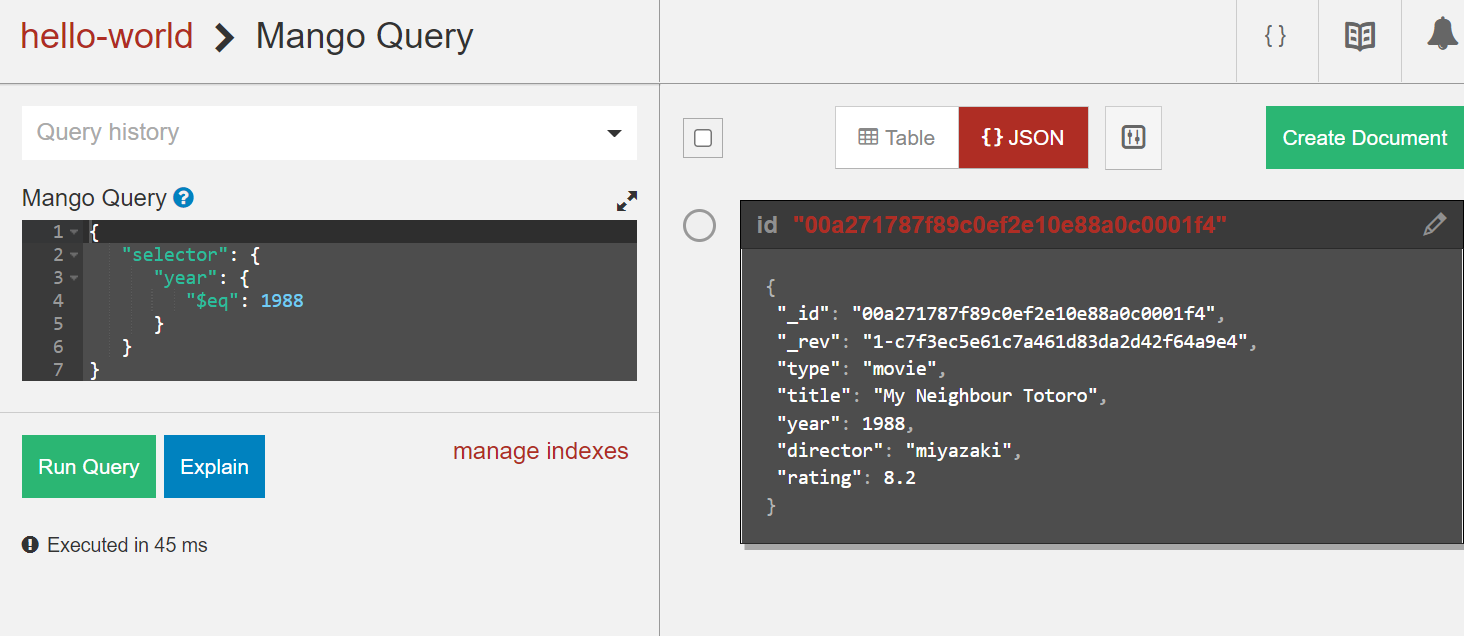 hello-world > Mango Query
{ }
Query history
Mango Query ?
1 {
2 "selector": {
3 "year": {
4 "$eq": 1988
5 }
6 }
7 }
Run Query
Explain
manage indexes
! Executed in 45 ms
Table
{} JSON
Create Document
id "00a271787f89c0ef2e10e88a0c0001f4"
{
"_id": "00a271787f89c0ef2e10e88a0c0001f4",
"_rev": "1-c7f3ec5e61c7a461d83da2d42f64a9e4",
"type": "movie",
"title": "My Neighbour Totoro",
"year": 1988,
"director": "miyazaki",
"rating": 8.2
}